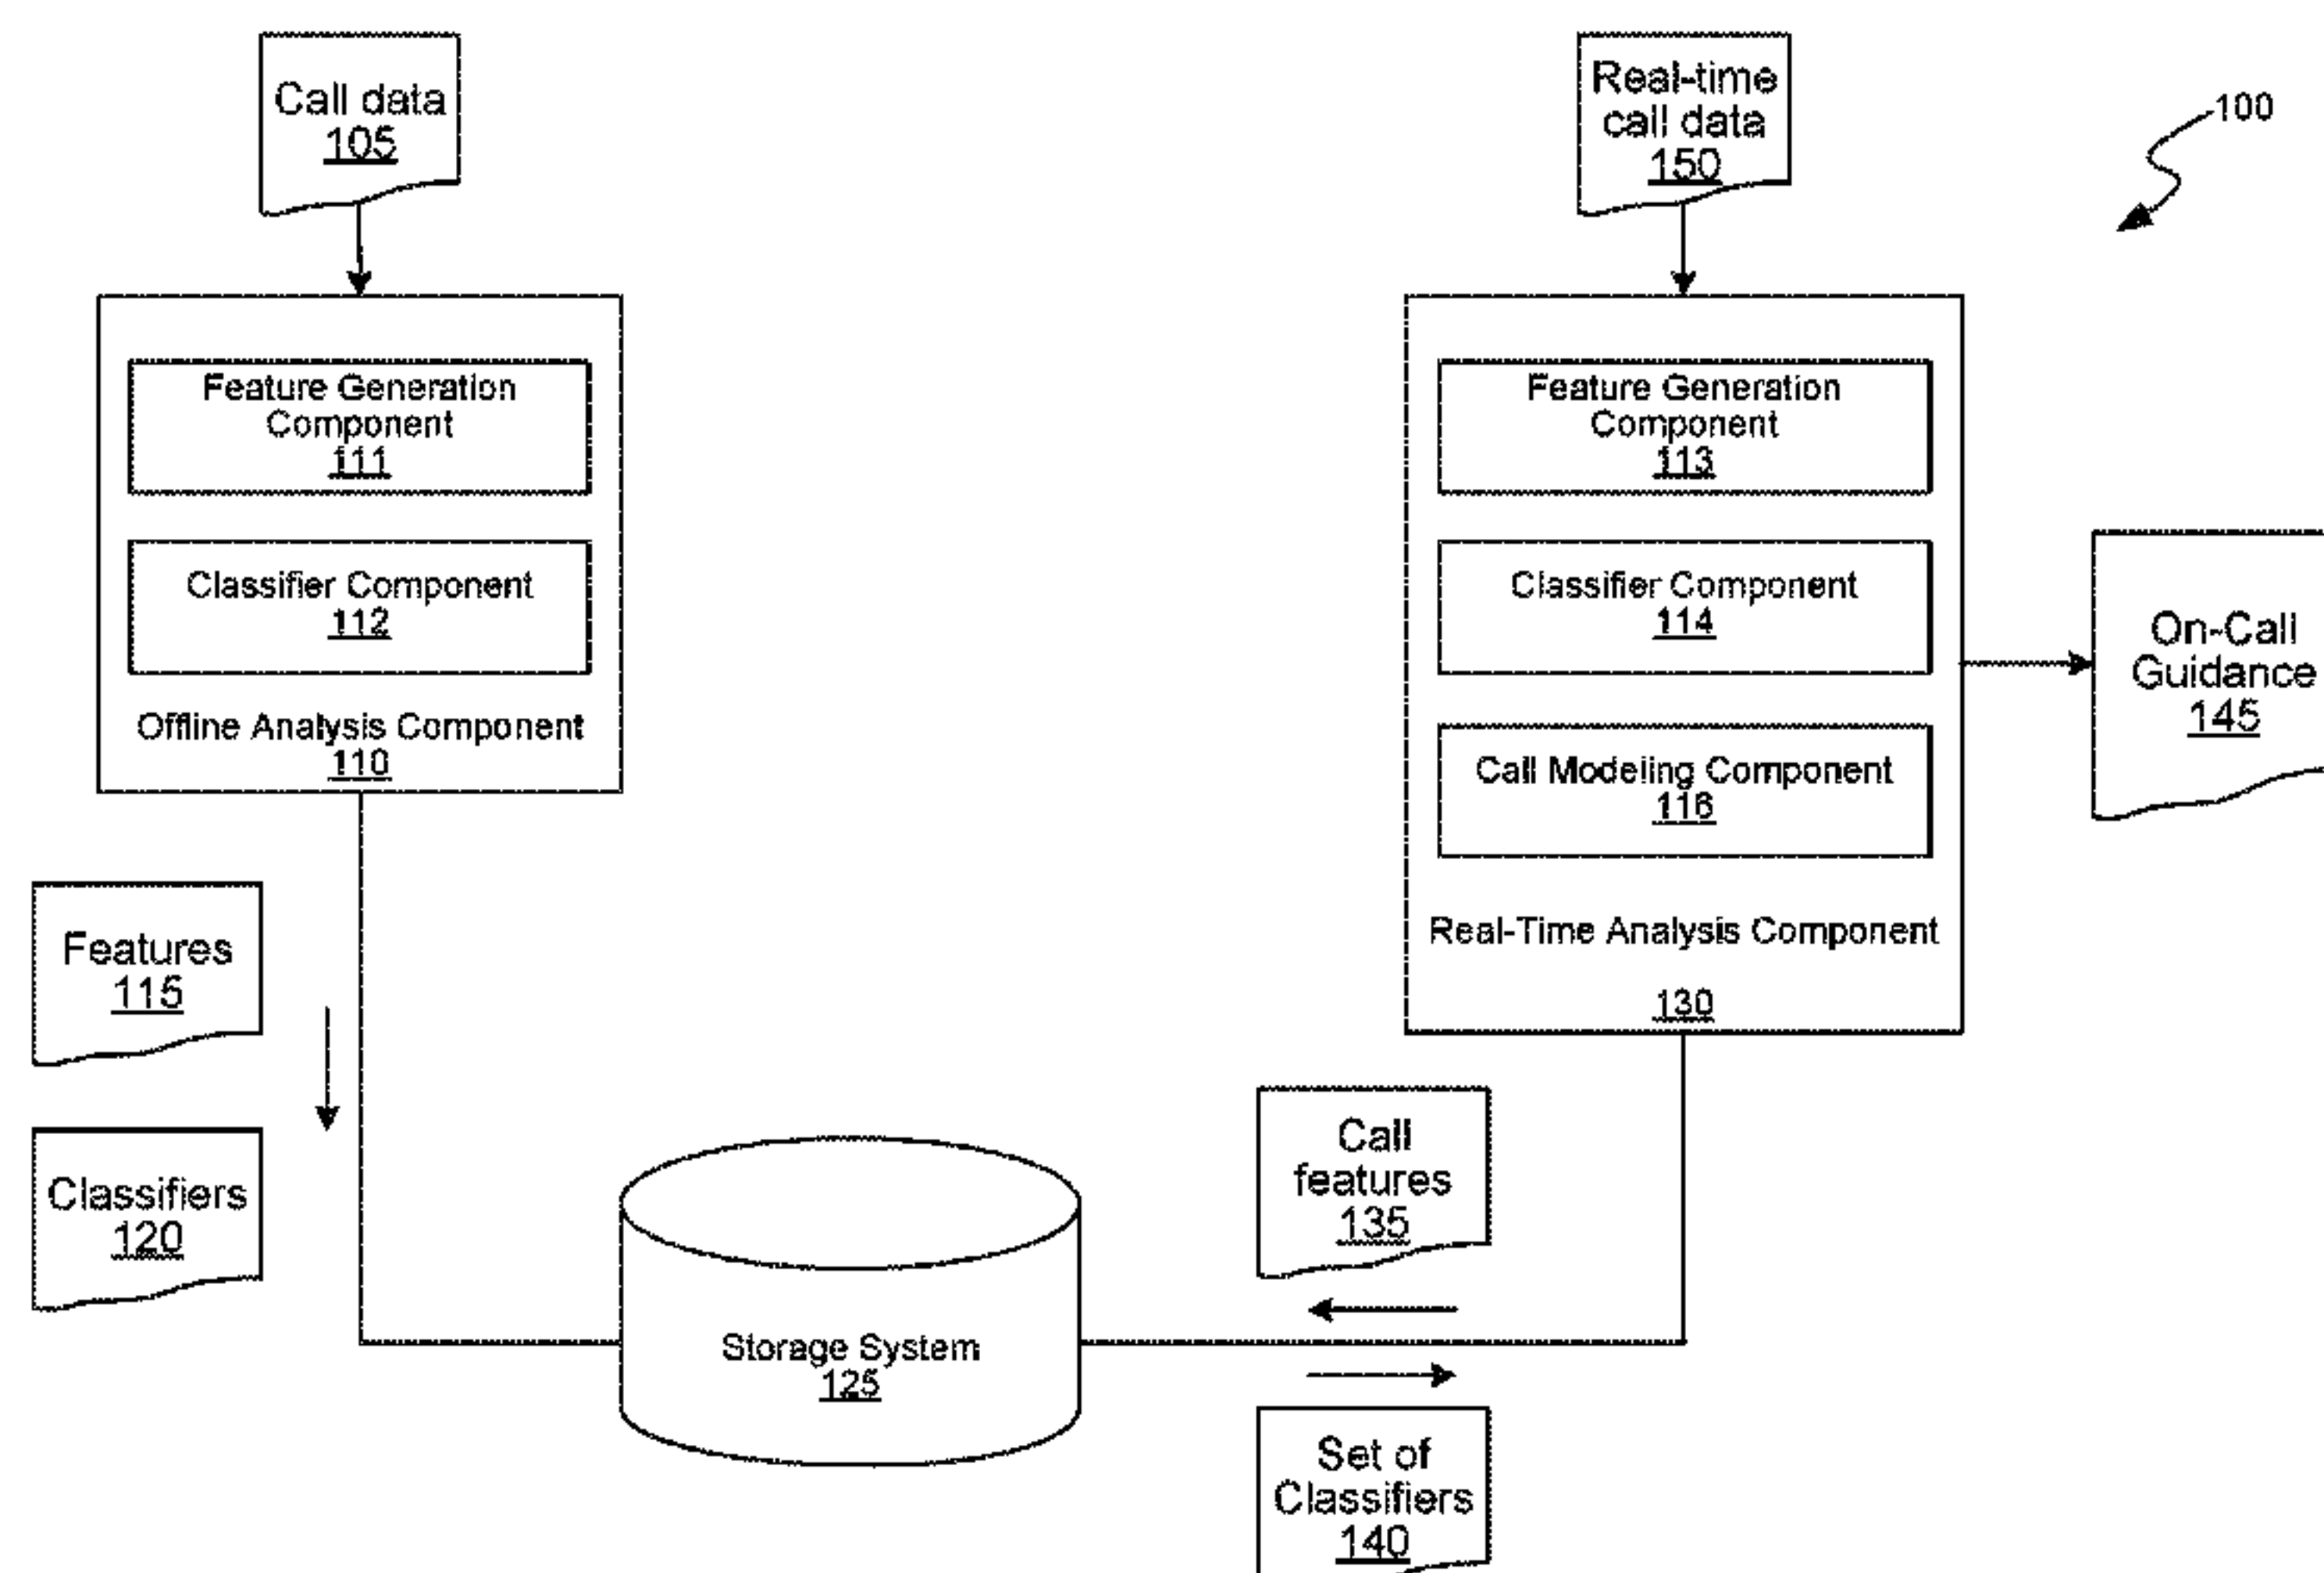 Call data
105
Real-time
call data
150
100
Feature Generation
Component
111
Classifier Component
112
Offline Analysis Component
110
Feature Generation
Component
113
Classifier Component
114
Call Modeling Component
116
Real-Time Analysis Component
130
On-Call
Guidance
145
Features
115
Classifiers
120
Storage System
125
Call
features
135
Set of
Classifiers
140